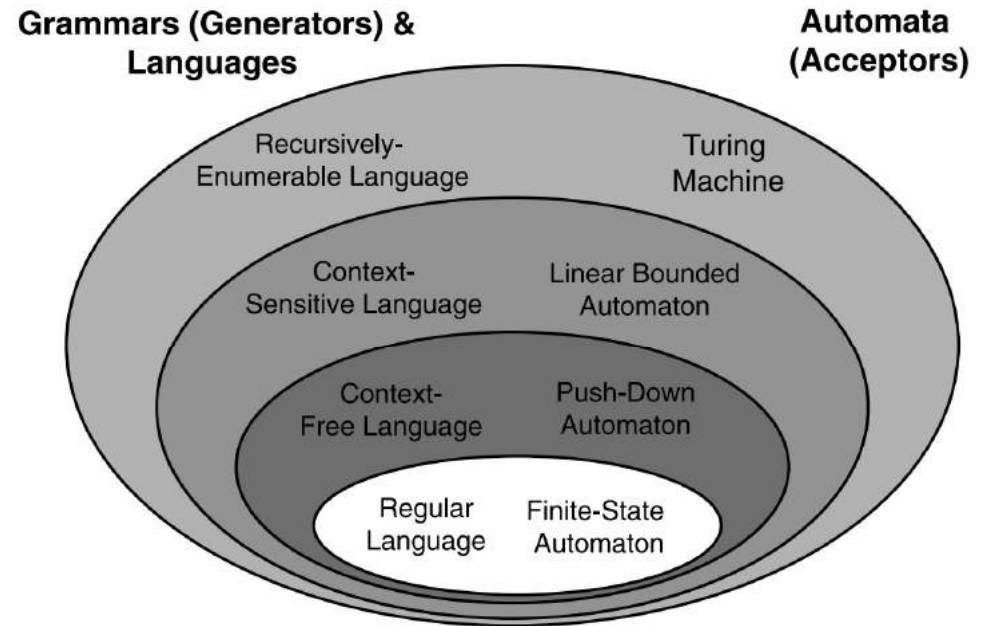 Grammars (Generators) &
Languages
Automata
(Acceptors)
Recursively-
Enumerable Language
Turing
Machine
Context-
Sensitive Language
Linear Bounded
Automaton
Context-
Free Language
Push-Down
Automaton
Regular
Language
Finite-State
Automaton